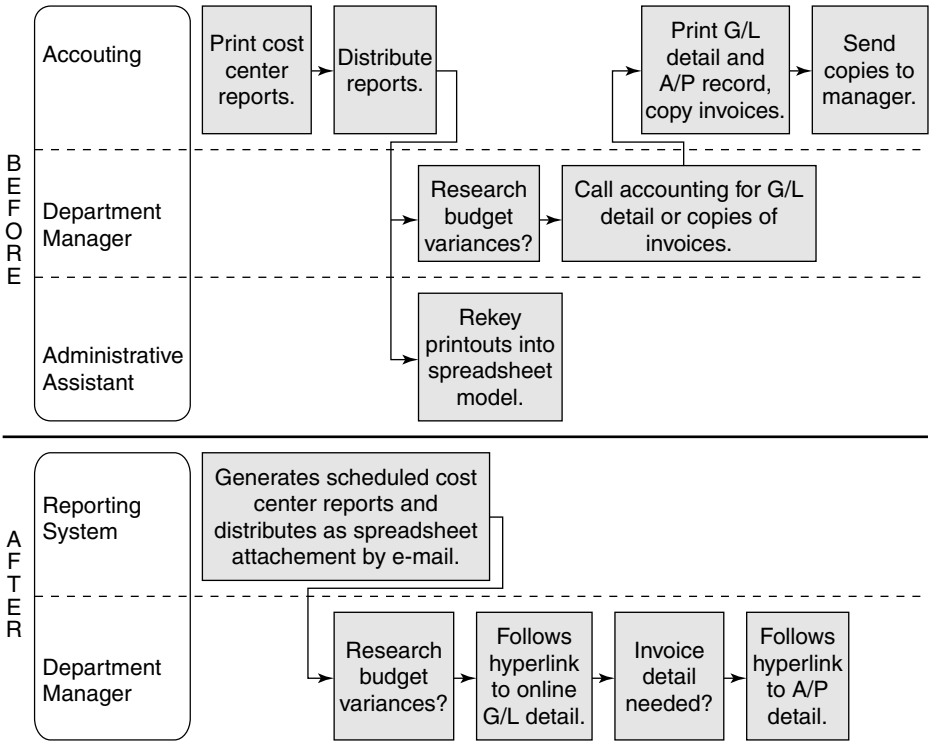 BEFORE
Accouting
Print cost
center
reports.
Distribute
reports.
Print G/L
detail and
A/P record,
copy invoices.
Send
copies to
manager.
Department
Manager
Research
budget
variances?
Call accounting for G/L
detail or copies of
invoices.
Administrative
Assistant
Rekey
printouts into
spreadsheet
model.
AFTER
Reporting
System
Generates scheduled cost
center reports and
distributes as spreadsheet
attachement by e-mail.
Department
Manager
Research
budget
variances?
Follows
hyperlink
to online
G/L detail.
Invoice
detail
needed?
Follows
hyperlink
to A/P
detail.